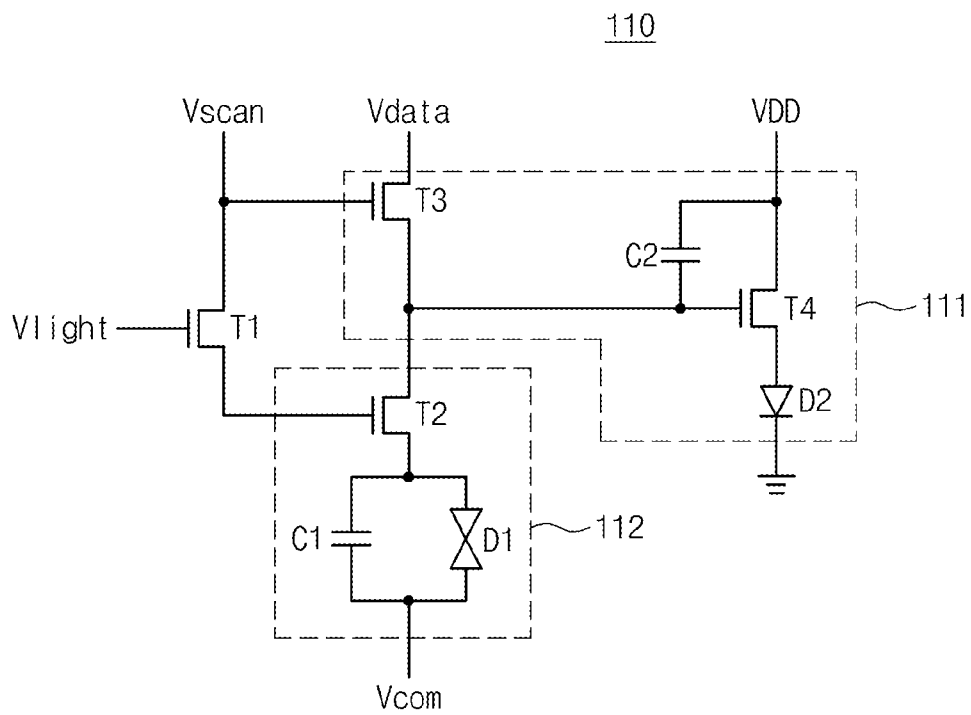 110
Vscan
Vdata
VDD
T3
C2
Vlight
T1
T4
111
T2
D2
C1
D1
112
Vcom